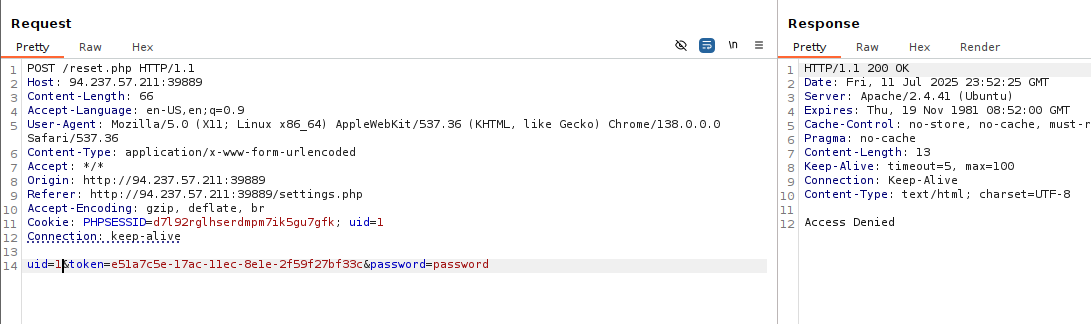 Request
Pretty Raw Hex
\n
1 POST /reset.php HTTP/1.1
2 Host: 94.237.57.211:39889
3 Content-Length: 66
4 Accept-Language: en-US,en;q=0.9
5 User-Agent: Mozilla/5.0 (X11; Linux x86_64) AppleWebKit/537.36 (KHTML, like Gecko) Chrome/138.0.0.0
Safari/537.36
6 Content-Type: application/x-www-form-urlencoded
7 Accept: */*
8 Origin: http://94.237.57.211:39889
9 Referer: http://94.237.57.211:39889/settings.php
10 Accept-Encoding: gzip, deflate, br
11 Cookie: PHPSESSID=d7l92rglhserdmpm7ik5gu7gfk; uid=1
12 Connection: keep-alive
13
14 uid=1&token=e51a7c5e-17ac-11ec-8e1e-2f59f27bf33c&password=password
Response
Pretty Raw Hex Render
1 HTTP/1.1 200 OK
2 Date: Fri, 11 Jul 2025 23:52:25 GMT
3 Server: Apache/2.4.41 (Ubuntu)
4 Expires: Thu, 19 Nov 1981 08:52:00 GMT
5 Cache-Control: no-store, no-cache, must-r
6 Pragma: no-cache
7 Content-Length: 13
8 Keep-Alive: timeout=5, max=100
9 Connection: Keep-Alive
10 Content-Type: text/html; charset=UTF-8
11
12 Access Denied